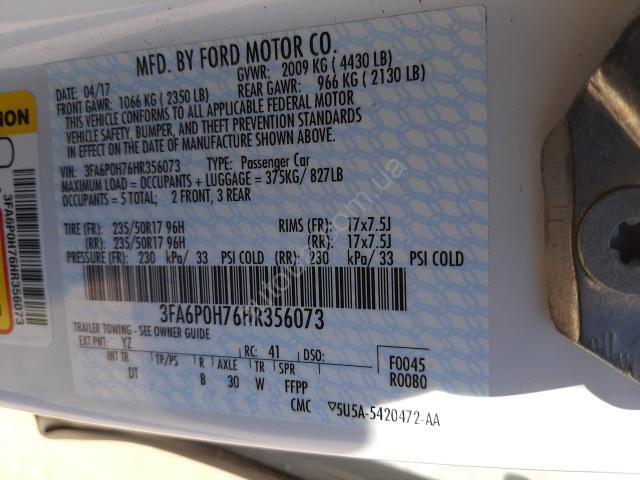 MFD. BY FORD MOTOR CO.
DATE: 04/17 GVWR: 2009 KG ( 4430 LB)
FRONT GAWR: 1066 KG ( 2350 LB) REAR GAWR: 966 KG ( 2130 LB)
THIS VEHICLE CONFORMS TO ALL APPLICABLE FEDERAL MOTOR
VEHICLE SAFETY, BUMPER, AND THEFT PREVENTION STANDARDS
IN EFFECT ON THE DATE OF MANUFACTURE SHOWN ABOVE.
VIN: 3FA6P0H76HR356073 TYPE: Passenger Car
MAXIMUM LOAD = OCCUPANTS + LUGGAGE = 375KG/ 827LB
OCCUPANTS = 5 TOTAL; 2 FRONT, 3 REAR
TIRE (FR): 235/50R17 96H RIMS (FR): 17x7.5J
(RR): 235/50R17 96H (RR): 17x7.5J
PRESSURE (FR): 230 kPa/ 33 PSI COLD (RR): 230 kPa/ 33 PSI COLD
3FA6P0H76HR356073
TRAILER TOWING - SEE OWNER GUIDE
EXT PNT: YZ RC: 41 DSO:
INT TR TP/PS R AXLE TR SPR
DT B 30 W FFPP
F0045
R0080
CMC 5U5A-5420472-AA
3FA6P0H76HR356073